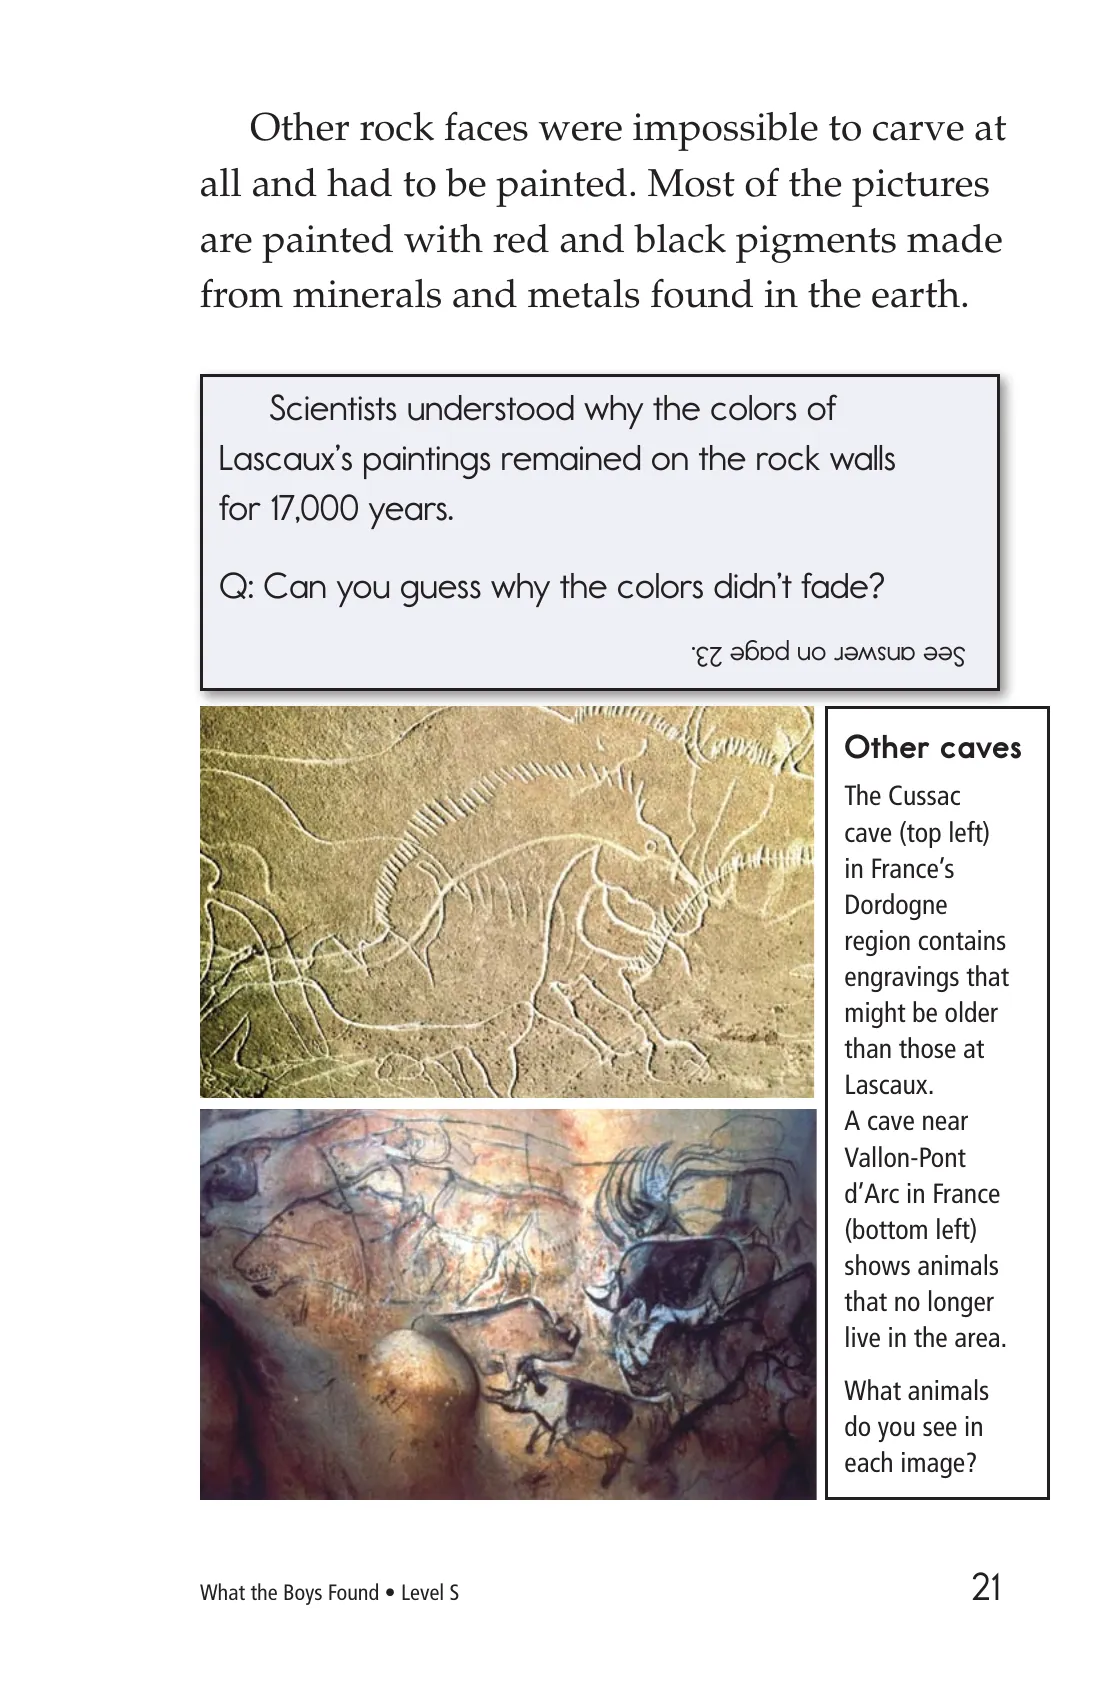 Other rock faces were impossible to carve at
all and had to be painted. Most of the pictures
are painted with red and black pigments made
from minerals and metals found in the earth.
Scientists understood why the colors of
Lascaux’s paintings remained on the rock walls
for 17,000 years.
Q: Can you guess why the colors didn’t fade?
See answer on page 23.
Other caves
The Cussac
cave (top left)
in France’s
Dordogne
region contains
engravings that
might be older
than those at
Lascaux.
A cave near
Vallon-Pont
d’Arc in France
(bottom left)
shows animals
that no longer
live in the area.
What animals
do you see in
each image?
What the Boys Found • Level S
21